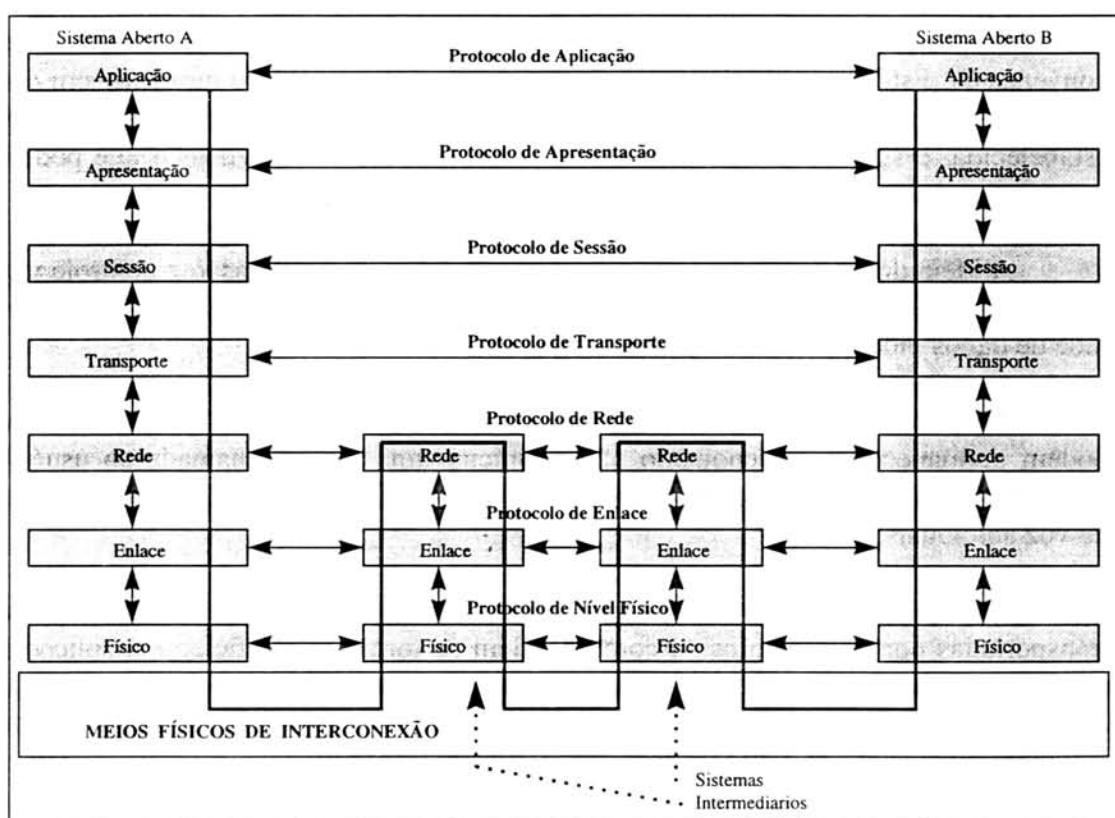 Sistema Aberto A
Sistema Aberto B
Aplicação
Protocolo de Aplicação
Aplicação
Apresentação
Protocolo de Apresentação
Apresentação
Sessão
Protocolo de Sessão
Sessão
Transporte
Protocolo de Transporte
Transporte
Protocolo de Rede
Rede
Rede
Rede
Rede
Protocolo de Enlace
Enlace
Enlace
Enlace
Enlace
Protocolo de Nível Físico
Físico
Físico
Físico
Físico
MEIOS FÍSICOS DE INTERCONEXÃO
Sistemas
Intermediarios